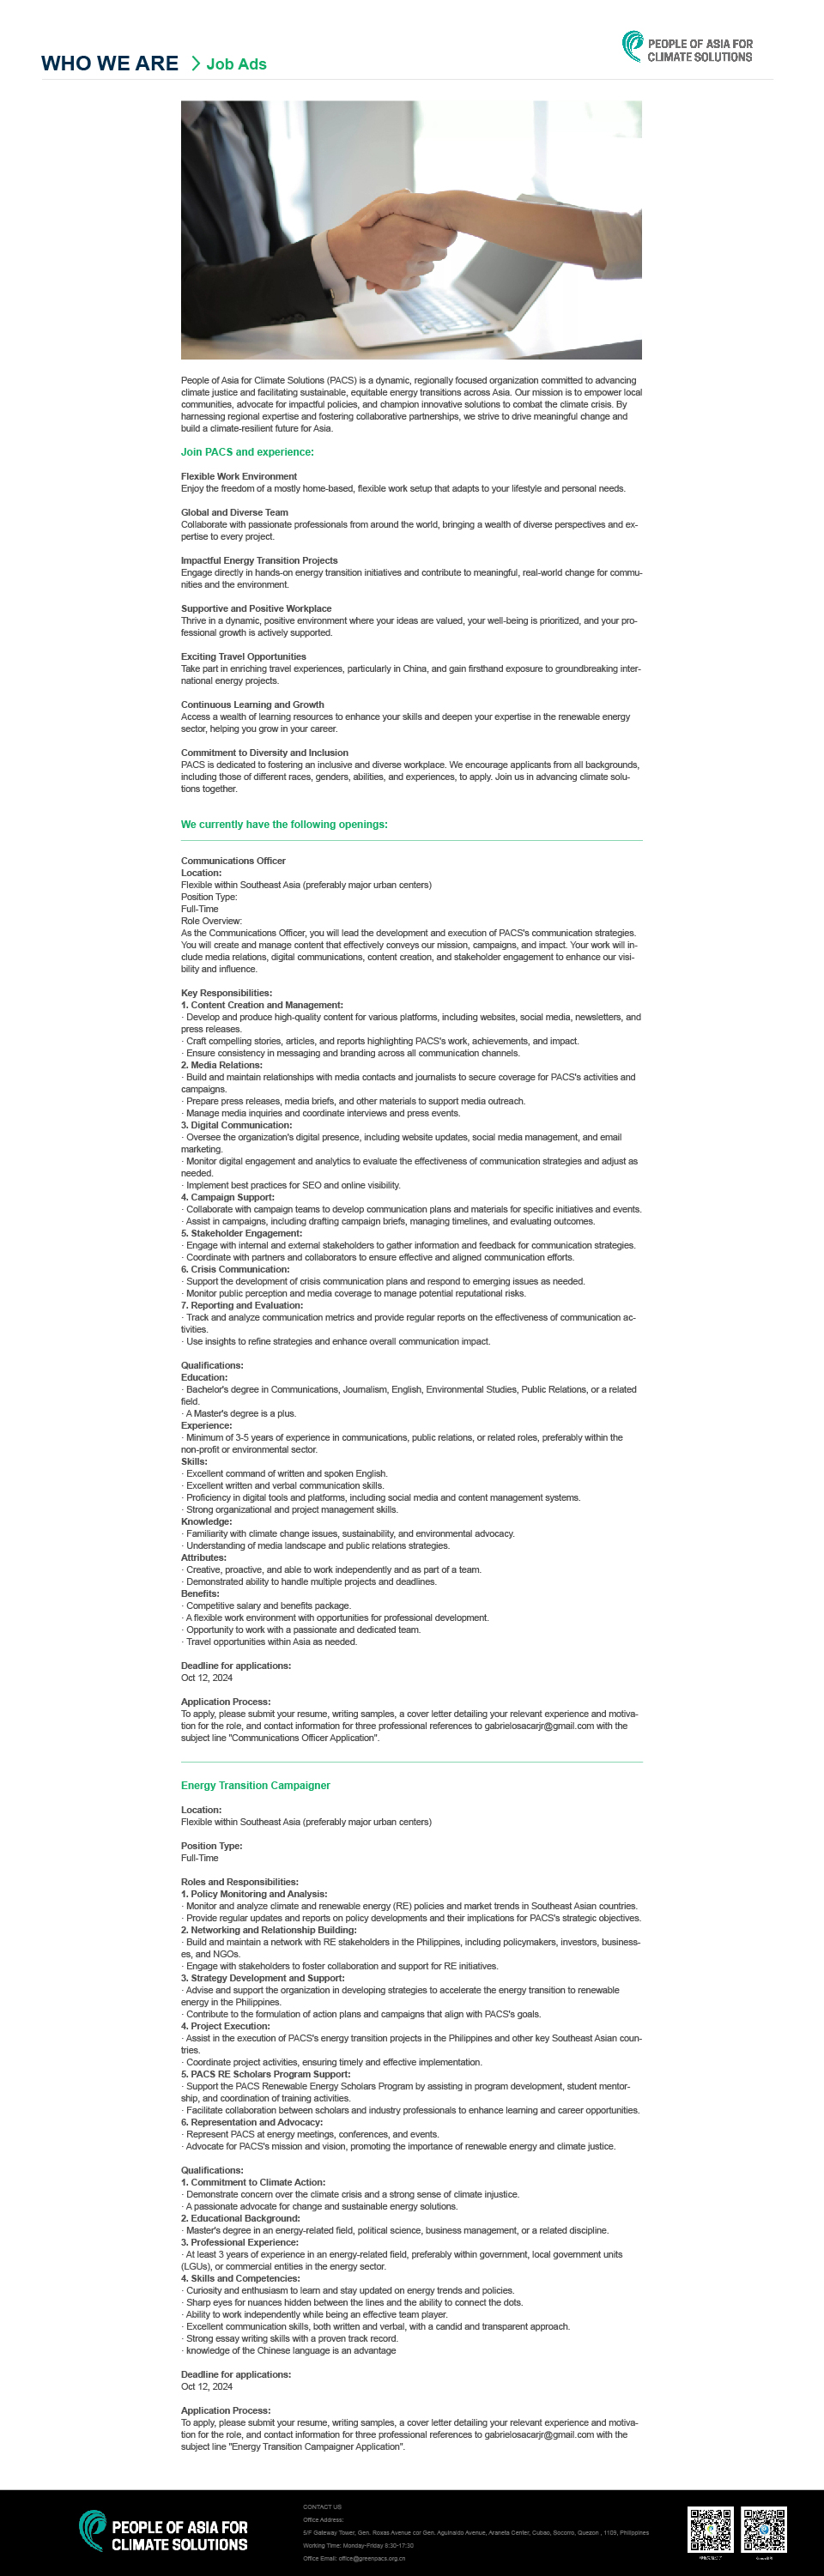 WHO WE ARE > Job Ads
PEOPLE OF ASIA FOR
CLIMATE SOLUTIONS
People of Asia for Climate Solutions (PACS) is a dynamic, regionally focused organization committed to advancing
climate justice and facilitating sustainable, equitable energy transitions across Asia. Our mission is to empower local
communities, advocate for impactful policies, and champion innovative solutions to combat the climate crisis. By
harnessing regional expertise and fostering collaborative partnerships, we strive to drive meaningful change and
build a climate-resilient future for Asia.
Join PACS and experience:
Flexible Work Environment
Enjoy the freedom of a mostly home-based, flexible work setup that adapts to your lifestyle and personal needs.
Global and Diverse Team
Collaborate with passionate professionals from around the world, bringing a wealth of diverse perspectives and ex-
pertise to every project.
Impactful Energy Transition Projects
Engage directly in hands-on energy transition initiatives and contribute to meaningful, real-world change for commu-
nities and the environment.
Supportive and Positive Workplace
Thrive in a dynamic, positive environment where your ideas are valued, your well-being is prioritized, and your pro-
fessional growth is actively supported.
Exciting Travel Opportunities
Take part in enriching travel experiences, particularly in China, and gain firsthand exposure to groundbreaking inter-
national energy projects.
Continuous Learning and Growth
Access a wealth of learning resources to enhance your skills and deepen your expertise in the renewable energy
sector, helping you grow in your career.
Commitment to Diversity and Inclusion
PACS is dedicated to fostering an inclusive and diverse workplace. We encourage applicants from all backgrounds,
including those of different races, genders, abilities, and experiences, to apply. Join us in advancing climate solu-
tions together.
We currently have the following openings:
Communications Officer
Location:
Flexible within Southeast Asia (preferably major urban centers)
Position Type:
Full-Time
Role Overview:
As the Communications Officer, you will lead the development and execution of PACS's communication strategies.
You will create and manage content that effectively conveys our mission, campaigns, and impact. Your work will in-
clude media relations, digital communications, content creation, and stakeholder engagement to enhance our visi-
bility and influence.
Key Responsibilities:
1. Content Creation and Management:
· Develop and produce high-quality content for various platforms, including websites, social media, newsletters, and
press releases.
· Craft compelling stories, articles, and reports highlighting PACS's work, achievements, and impact.
· Ensure consistency in messaging and branding across all communication channels.
2. Media Relations:
· Build and maintain relationships with media contacts and journalists to secure coverage for PACS's activities and
campaigns.
· Prepare press releases, media briefs, and other materials to support media outreach.
· Manage media inquiries and coordinate interviews and press events.
3. Digital Communication:
· Oversee the organization's digital presence, including website updates, social media management, and email
marketing.
· Monitor digital engagement and analytics to evaluate the effectiveness of communication strategies and adjust as
needed.
· Implement best practices for SEO and online visibility.
4. Campaign Support:
· Collaborate with campaign teams to develop communication plans and materials for specific initiatives and events.
· Assist in campaigns, including drafting campaign briefs, managing timelines, and evaluating outcomes.
5. Stakeholder Engagement:
· Engage with internal and external stakeholders to gather information and feedback for communication strategies.
· Coordinate with partners and collaborators to ensure effective and aligned communication efforts.
6. Crisis Communication:
· Support the development of crisis communication plans and respond to emerging issues as needed.
· Monitor public perception and media coverage to manage potential reputational risks.
7. Reporting and Evaluation:
· Track and analyze communication metrics and provide regular reports on the effectiveness of communication ac-
tivities.
· Use insights to refine strategies and enhance overall communication impact.
Qualifications:
Education:
· Bachelor's degree in Communications, Journalism, English, Environmental Studies, Public Relations, or a related
field.
· A Master's degree is a plus.
Experience:
· Minimum of 3-5 years of experience in communications, public relations, or related roles, preferably within the
non-profit or environmental sector.
Skills:
· Excellent command of written and spoken English.
· Excellent written and verbal communication skills.
· Proficiency in digital tools and platforms, including social media and content management systems.
· Strong organizational and project management skills.
Knowledge:
· Familiarity with climate change issues, sustainability, and environmental advocacy.
· Understanding of media landscape and public relations strategies.
Attributes:
· Creative, proactive, and able to work independently and as part of a team.
· Demonstrated ability to handle multiple projects and deadlines.
Benefits:
· Competitive salary and benefits package.
· A flexible work environment with opportunities for professional development.
· Opportunity to work with a passionate and dedicated team.
· Travel opportunities within Asia as needed.
Deadline for applications:
Oct 12, 2024
Application Process:
To apply, please submit your resume, writing samples, a cover letter detailing your relevant experience and motiva-
tion for the role, and contact information for three professional references to gabrielosacarjr@gmail.com with the
subject line "Communications Officer Application".
Energy Transition Campaigner
Location:
Flexible within Southeast Asia (preferably major urban centers)
Position Type:
Full-Time
Roles and Responsibilities:
1. Policy Monitoring and Analysis:
· Monitor and analyze climate and renewable energy (RE) policies and market trends in Southeast Asian countries.
· Provide regular updates and reports on policy developments and their implications for PACS's strategic objectives.
2. Networking and Relationship Building:
· Build and maintain a network with RE stakeholders in the Philippines, including policymakers, investors, business-
es, and NGOs.
· Engage with stakeholders to foster collaboration and support for RE initiatives.
3. Strategy Development and Support:
· Advise and support the organization in developing strategies to accelerate the energy transition to renewable
energy in the Philippines.
· Contribute to the formulation of action plans and campaigns that align with PACS's goals.
4. Project Execution:
· Assist in the execution of PACS's energy transition projects in the Philippines and other key Southeast Asian coun-
tries.
· Coordinate project activities, ensuring timely and effective implementation.
5. PACS RE Scholars Program Support:
· Support the PACS Renewable Energy Scholars Program by assisting in program development, student mentor-
ship, and coordination of training activities.
· Facilitate collaboration between scholars and industry professionals to enhance learning and career opportunities.
6. Representation and Advocacy:
· Represent PACS at energy meetings, conferences, and events.
· Advocate for PACS's mission and vision, promoting the importance of renewable energy and climate justice.
Qualifications:
1. Commitment to Climate Action:
· Demonstrate concern over the climate crisis and a strong sense of climate injustice.
· A passionate advocate for change and sustainable energy solutions.
2. Educational Background:
· Master's degree in an energy-related field, political science, business management, or a related discipline.
3. Professional Experience:
· At least 3 years of experience in an energy-related field, preferably within government, local government units
(LGUs), or commercial entities in the energy sector.
4. Skills and Competencies:
· Curiosity and enthusiasm to learn and stay updated on energy trends and policies.
· Sharp eyes for nuances hidden between the lines and the ability to connect the dots.
· Ability to work independently while being an effective team player.
· Excellent communication skills, both written and verbal, with a candid and transparent approach.
· Strong essay writing skills with a proven track record.
· knowledge of the Chinese language is an advantage
Deadline for applications:
Oct 12, 2024
Application Process:
To apply, please submit your resume, writing samples, a cover letter detailing your relevant experience and motiva-
tion for the role, and contact information for three professional references to gabrielosacarjr@gmail.com with the
subject line "Energy Transition Campaigner Application".
PEOPLE OF ASIA FOR
CLIMATE SOLUTIONS
CONTACT US
Office Address:
5/F Gateway Tower, Gen. Roxas Avenue cor Gen. Aguinaldo Avenue, Araneta Center, Cubao, Socorro, Quezon , 1109, Philippines
Working Time: Monday-Friday 8:30-17:30
Office Email: office@greenpacs.org.cn